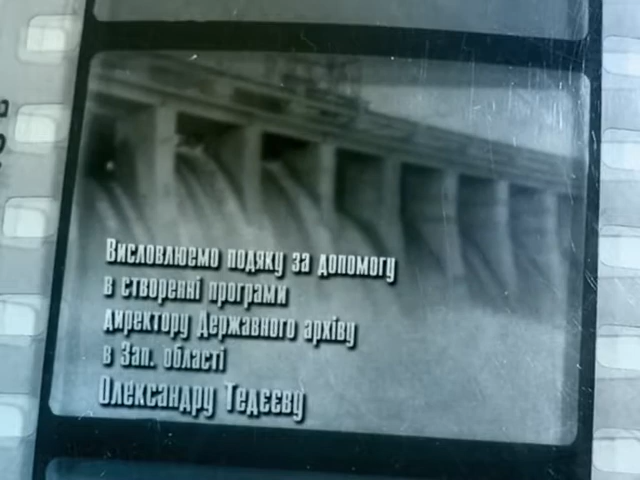 Висловлюємо подяку за допомогу
в створенні програми
директору Державного архіву
в Зап. області
Олександру Тедєєву